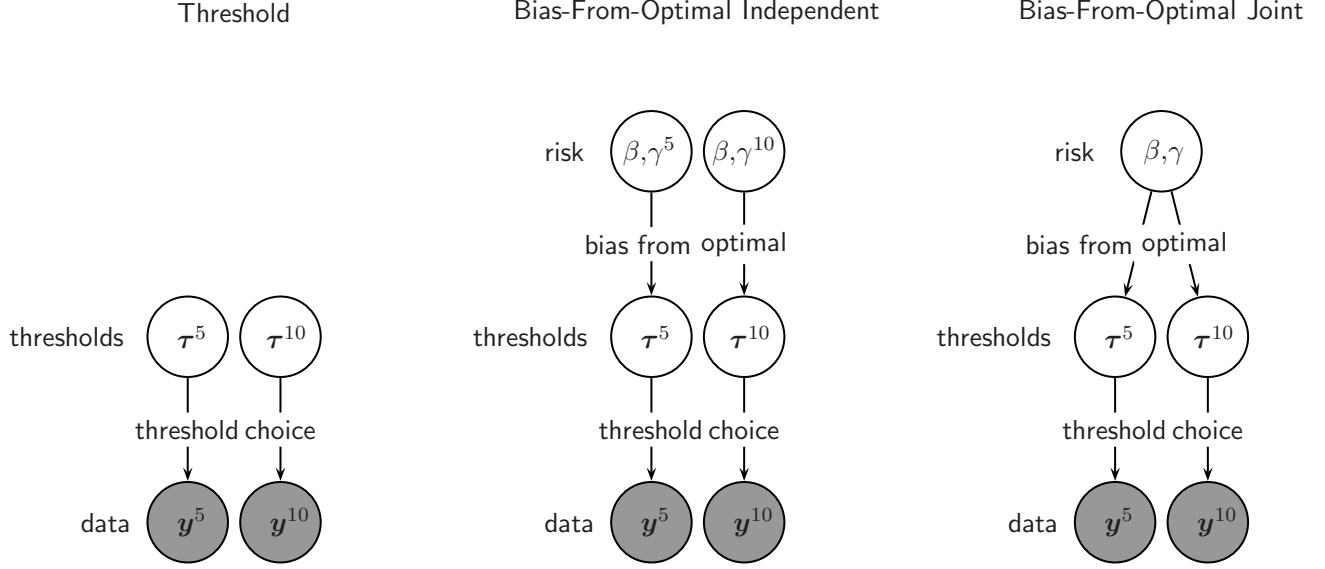 Threshold
Bias-From-Optimal Independent
Bias-From-Optimal Joint
risk β,γ⁵ β,γ¹⁰
risk β,γ
bias from optimal
bias from optimal
thresholds τ⁵ τ¹⁰
thresholds τ⁵ τ¹⁰
thresholds τ⁵ τ¹⁰
threshold choice
threshold choice
threshold choice
data y⁵ y¹⁰
data y⁵ y¹⁰
data y⁵ y¹⁰